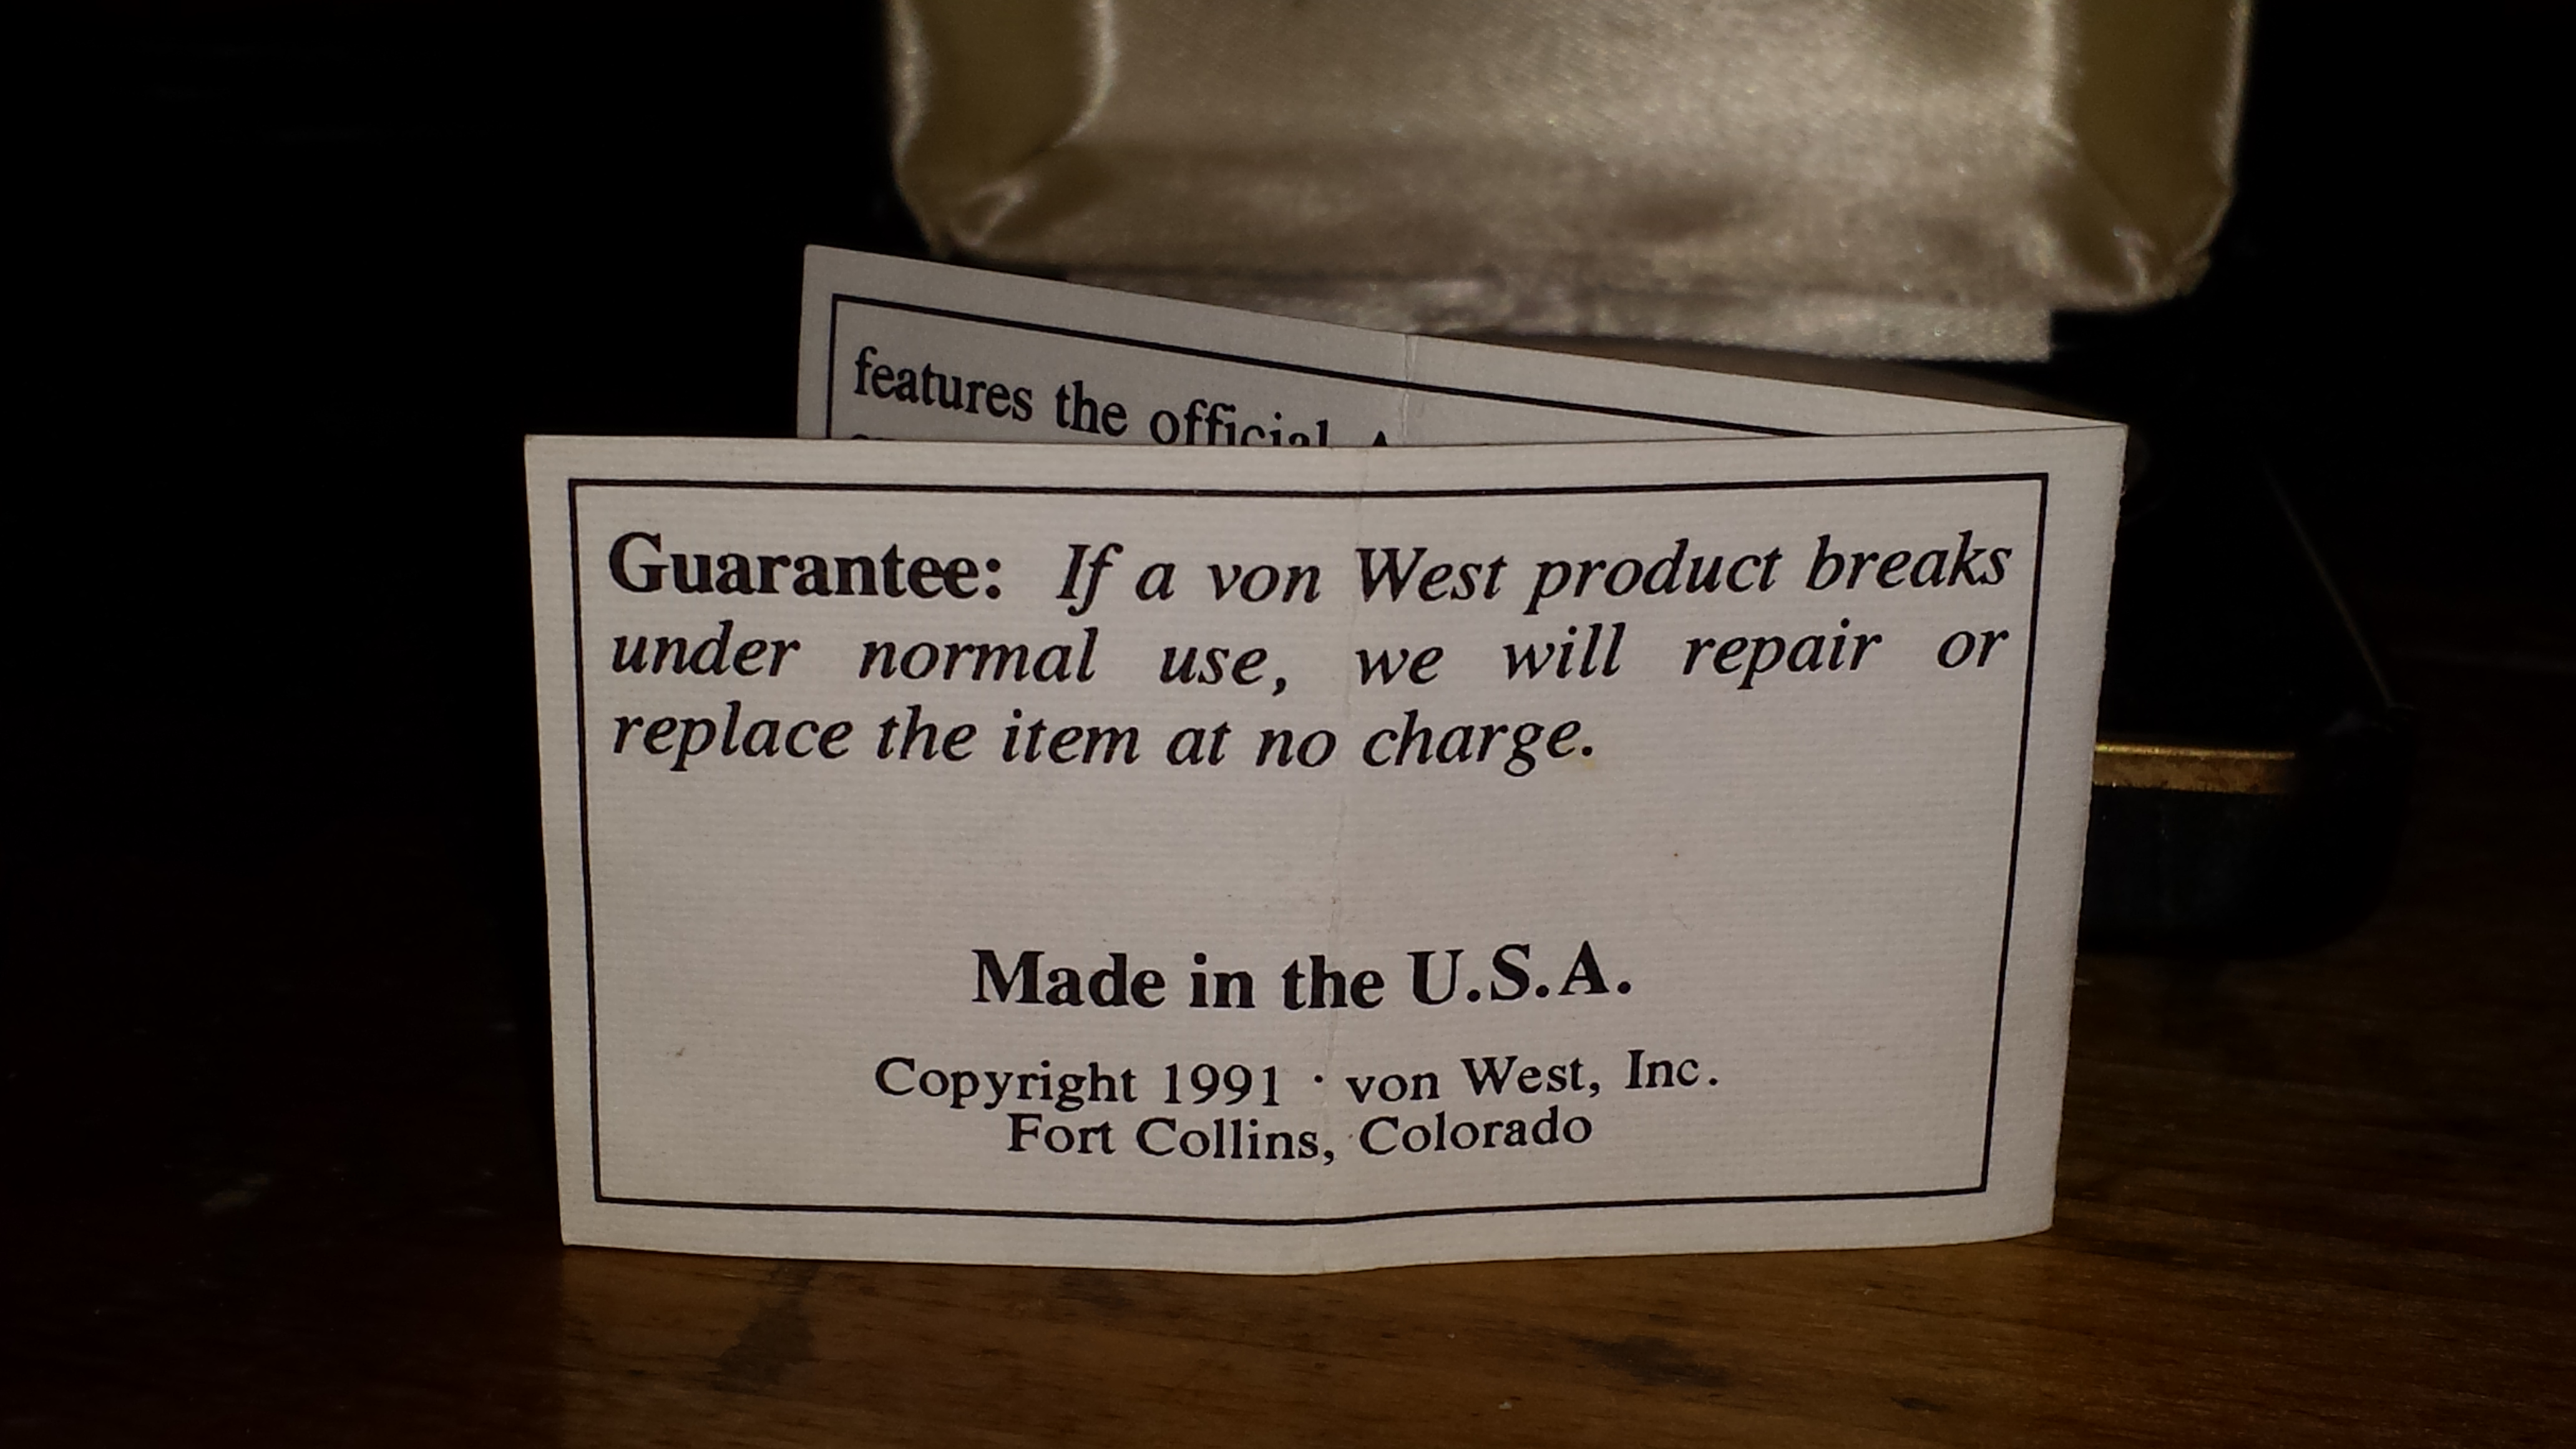 features the official
Guarantee: If a von West product breaks
under normal use, we will repair or
replace the item at no charge.
Made in the U.S.A.
Copyright 1991 · von West, Inc.
Fort Collins, Colorado